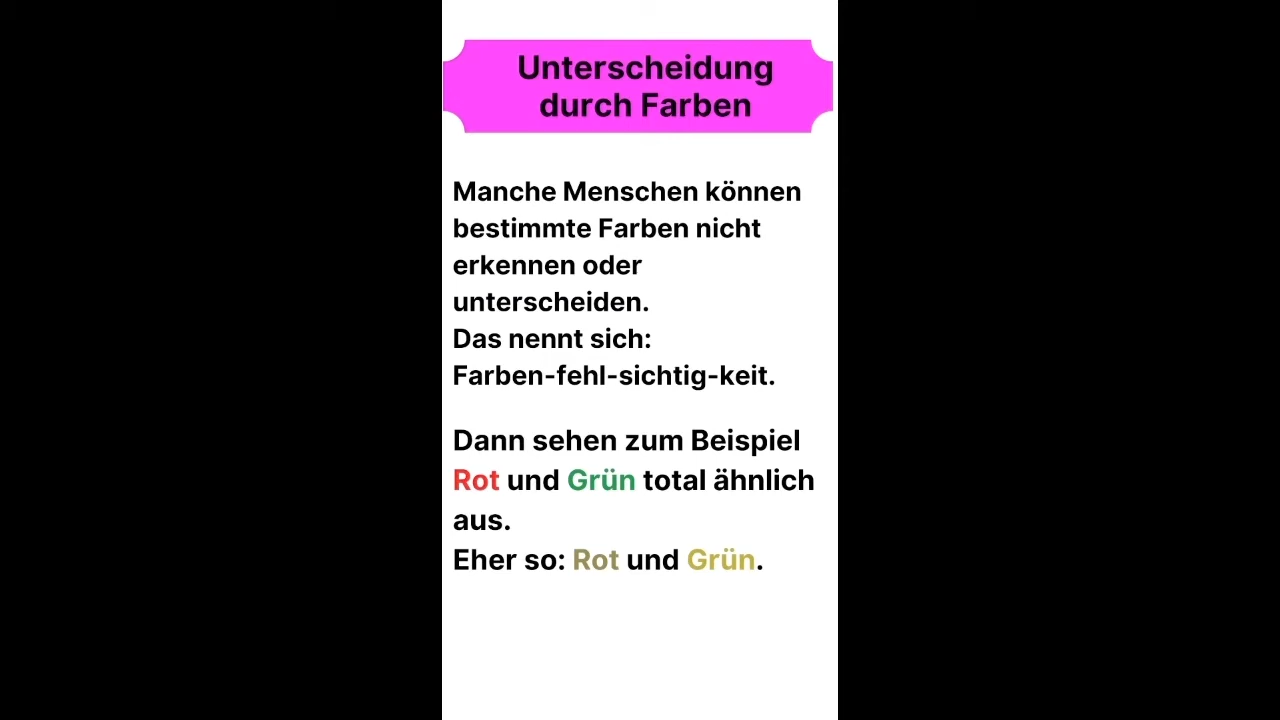 Unterscheidung
durch Farben
Manche Menschen können
bestimmte Farben nicht
erkennen oder
unterscheiden.
Das nennt sich:
Farben-fehl-sichtig-keit.
Dann sehen zum Beispiel
Rot und Grün total ähnlich
aus.
Eher so: Rot und Grün.